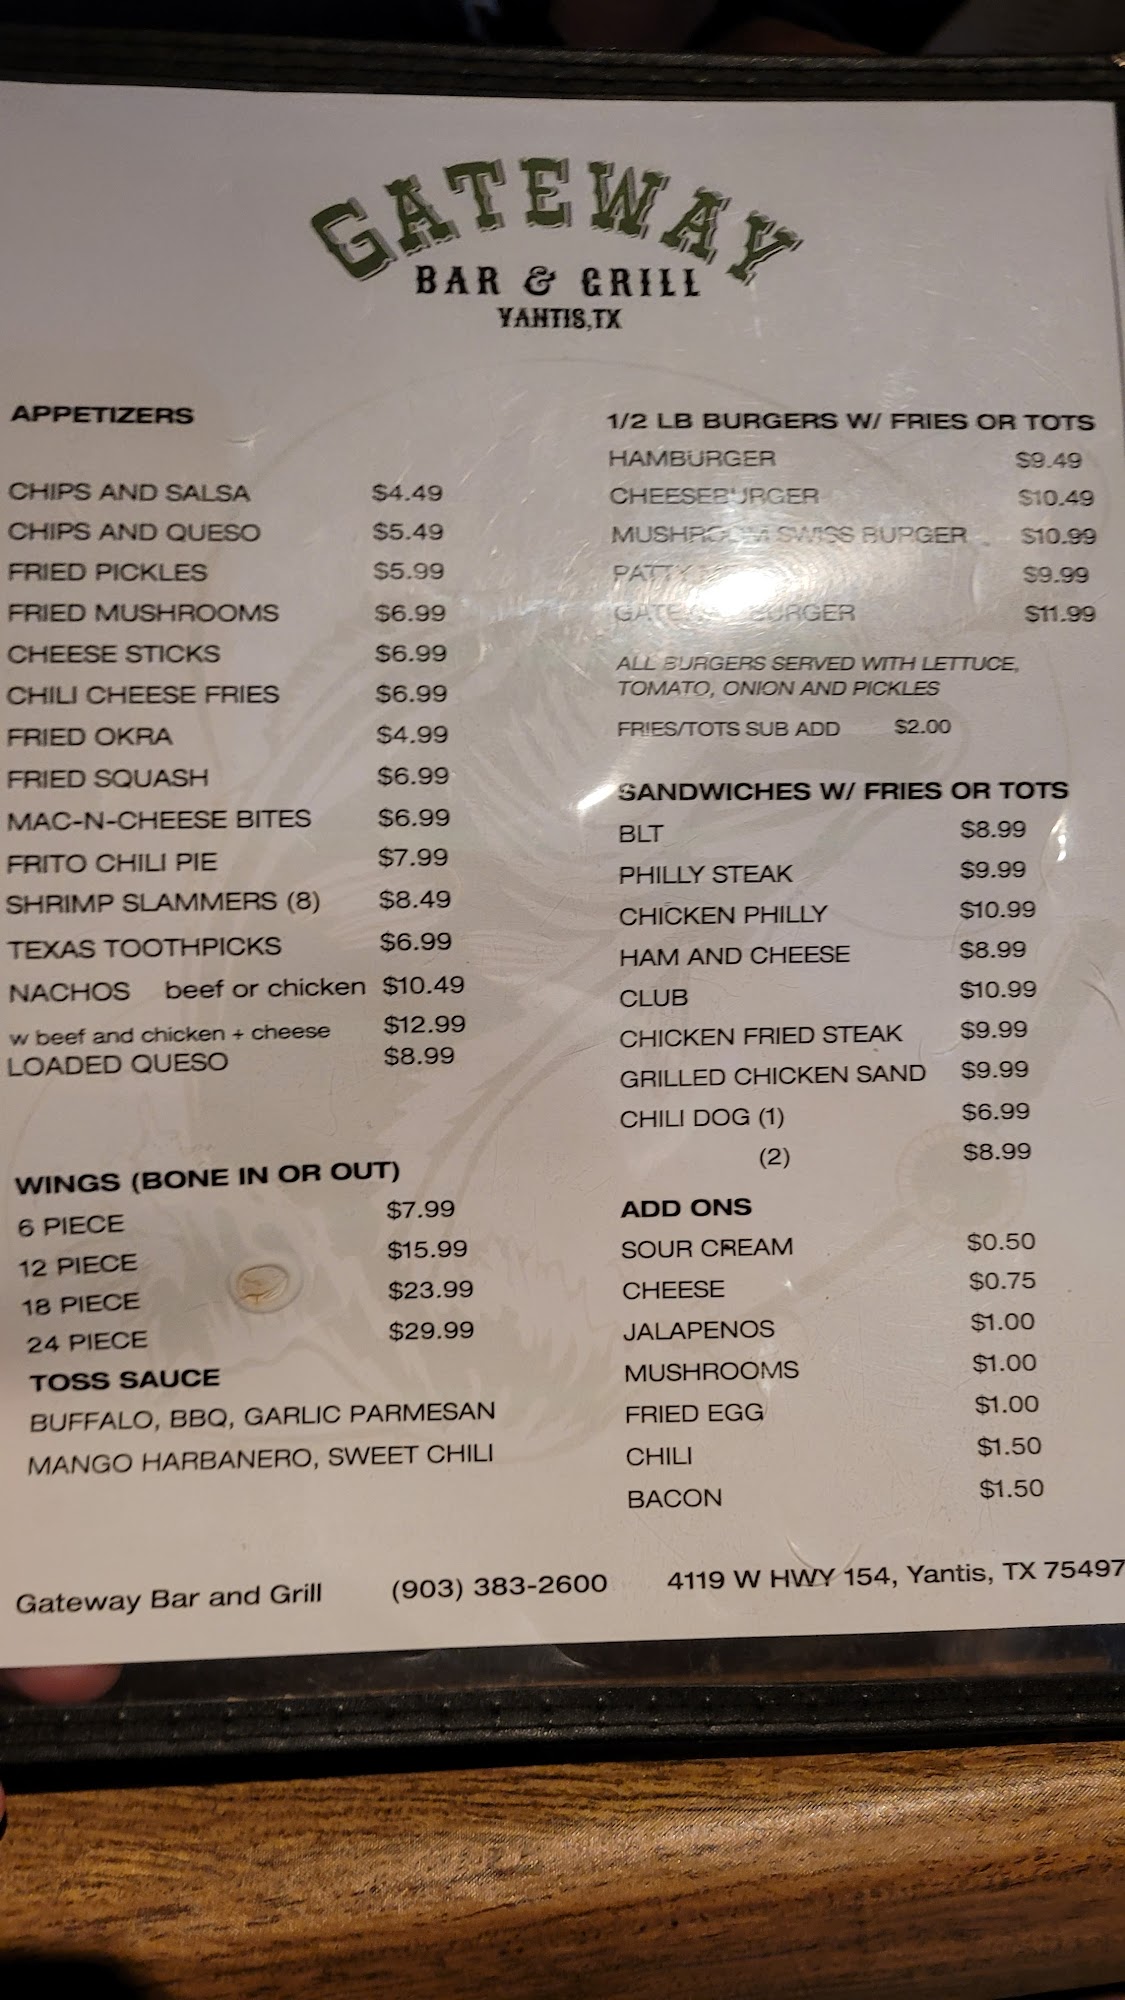 GATEWAY
BAR & GRILL
YANTIS,TX
APPETIZERS
CHIPS AND SALSA $4.49
CHIPS AND QUESO $5.49
FRIED PICKLES $5.99
FRIED MUSHROOMS $6.99
CHEESE STICKS $6.99
CHILI CHEESE FRIES $6.99
FRIED OKRA $4.99
FRIED SQUASH $6.99
MAC-N-CHEESE BITES $6.99
FRITO CHILI PIE $7.99
SHRIMP SLAMMERS (8) $8.49
TEXAS TOOTHPICKS $6.99
NACHOS beef or chicken $10.49
w beef and chicken + cheese $12.99
LOADED QUESO $8.99
WINGS (BONE IN OR OUT)
6 PIECE $7.99
12 PIECE $15.99
18 PIECE $23.99
24 PIECE $29.99
TOSS SAUCE
BUFFALO, BBQ, GARLIC PARMESAN
MANGO HARBANERO, SWEET CHILI
1/2 LB BURGERS W/ FRIES OR TOTS
HAMBURGER $9.49
CHEESEBURGER $10.49
MUSHROOM SWISS BURGER $10.99
PATTY $9.99
GATEWAY BURGER $11.99
ALL BURGERS SERVED WITH LETTUCE,
TOMATO, ONION AND PICKLES
FRIES/TOTS SUB ADD $2.00
SANDWICHES W/ FRIES OR TOTS
BLT $8.99
PHILLY STEAK $9.99
CHICKEN PHILLY $10.99
HAM AND CHEESE $8.99
CLUB $10.99
CHICKEN FRIED STEAK $9.99
GRILLED CHICKEN SAND $9.99
CHILI DOG (1) $6.99
(2) $8.99
ADD ONS
SOUR CREAM $0.50
CHEESE $0.75
JALAPENOS $1.00
MUSHROOMS $1.00
FRIED EGG $1.00
CHILI $1.50
BACON $1.50
Gateway Bar and Grill (903) 383-2600 4119 W HWY 154, Yantis, TX 75497